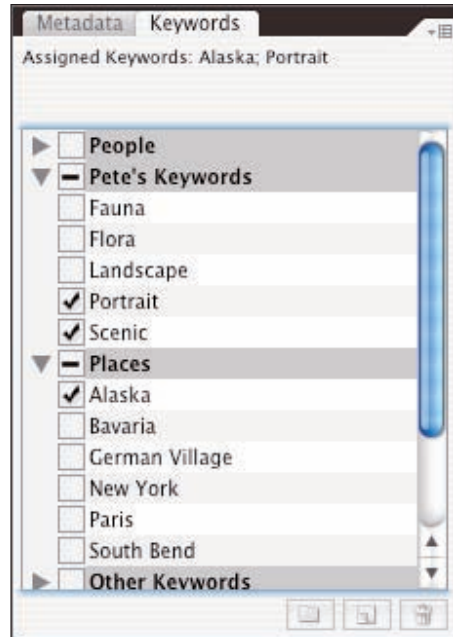 Metadata Keywords
Assigned Keywords: Alaska; Portrait
People
Pete's Keywords
Fauna
Flora
Landscape
Portrait
Scenic
Places
Alaska
Bavaria
German Village
New York
Paris
South Bend
Other Keywords